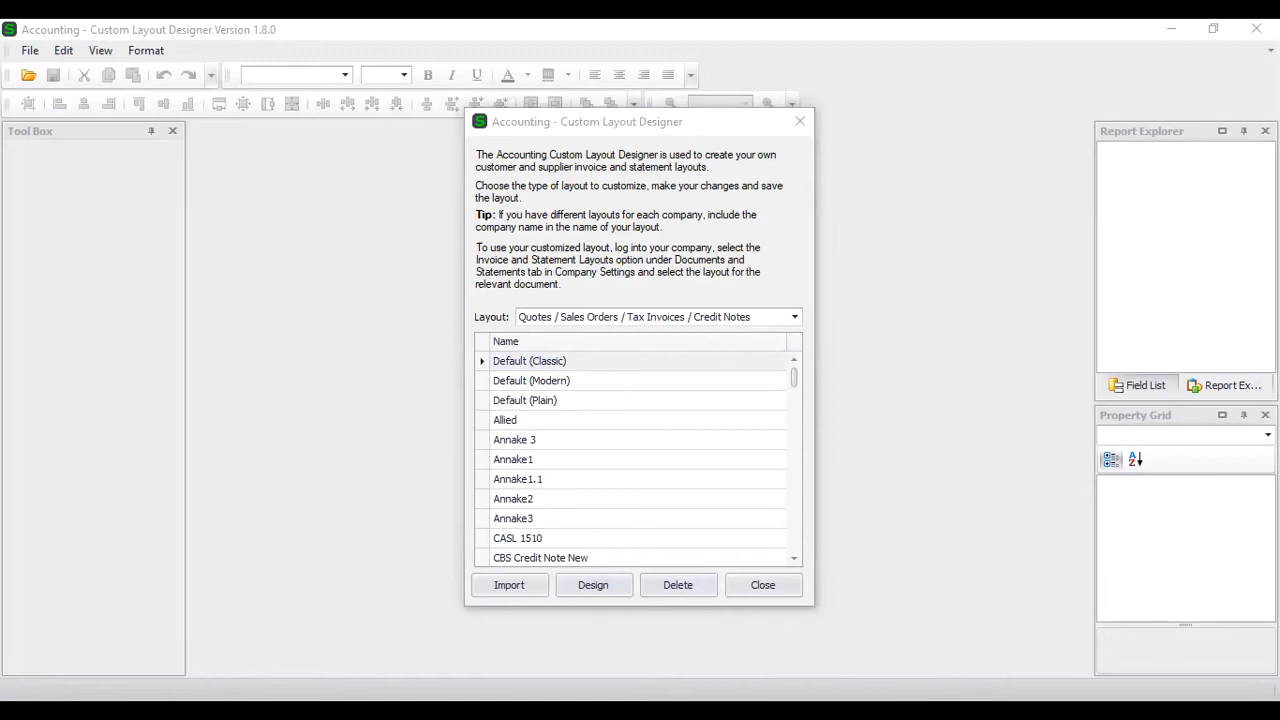 S Accounting - Custom Layout Designer Version 1.8.0
File Edit View Format
B I U A
Tool Box
S Accounting - Custom Layout Designer
The Accounting Custom Layout Designer is used to create your own
customer and supplier invoice and statement layouts.
Choose the type of layout to customize, make your changes and save
the layout.
Tip: If you have different layouts for each company, include the
company name in the name of your layout.
To use your customized layout, log into your company, select the
Invoice and Statement Layouts option under Documents and
Statements tab in Company Settings and select the layout for the
relevant document.
Layout: Quotes / Sales Orders / Tax Invoices / Credit Notes
Name
Default (Classic)
Default (Modern)
Default (Plain)
Allied
Annake 3
Annake1
Annake1.1
Annake2
Annake3
CASL 1510
CBS Credit Note New
Import Design Delete Close
Report Explorer
Field List Report Ex...
Property Grid
A Z